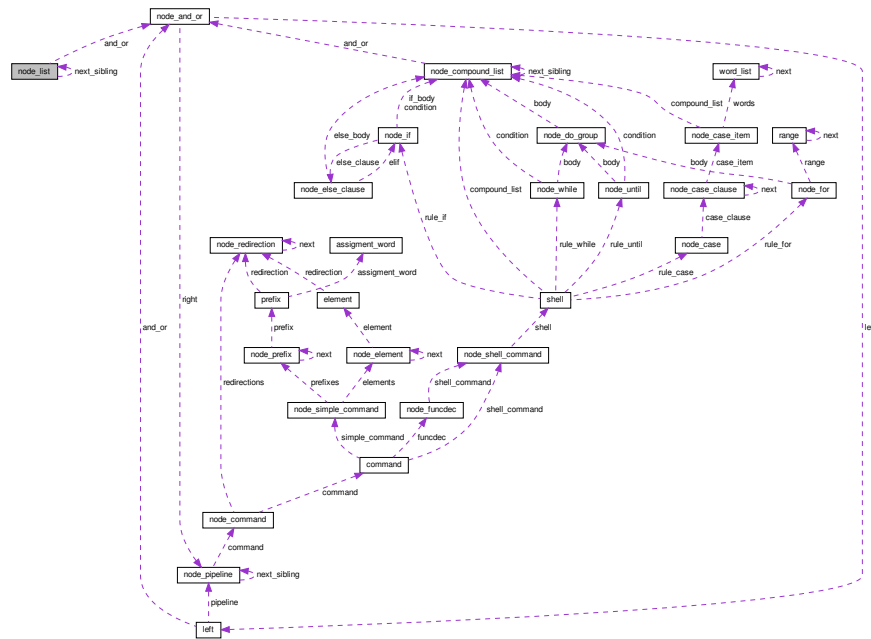 node_and_or
and_or
and_or
node_list
next_sibling
node_compound_list
next_sibling
word_list
next
if_body
condition
body
compound_list
words
else_body
node_if
condition
node_do_group
condition
node_case_item
range
next
else_clause
elif
body
body
body
case_item
range
node_else_clause
compound_list
node_while
node_until
node_case_clause
next
node_for
rule_if
case_clause
node_redirection
next
assigment_word
rule_while
rule_until
node_case
rule_for
redirection
redirection
assigment_word
rule_case
right
prefix
element
shell
and_or
prefix
element
shell
le
node_prefix
next
node_element
next
node_shell_command
redirections
prefixes
elements
shell_command
node_simple_command
node_funcdec
shell_command
simple_command
funcdec
command
command
node_command
command
node_pipeline
next_sibling
pipeline
left